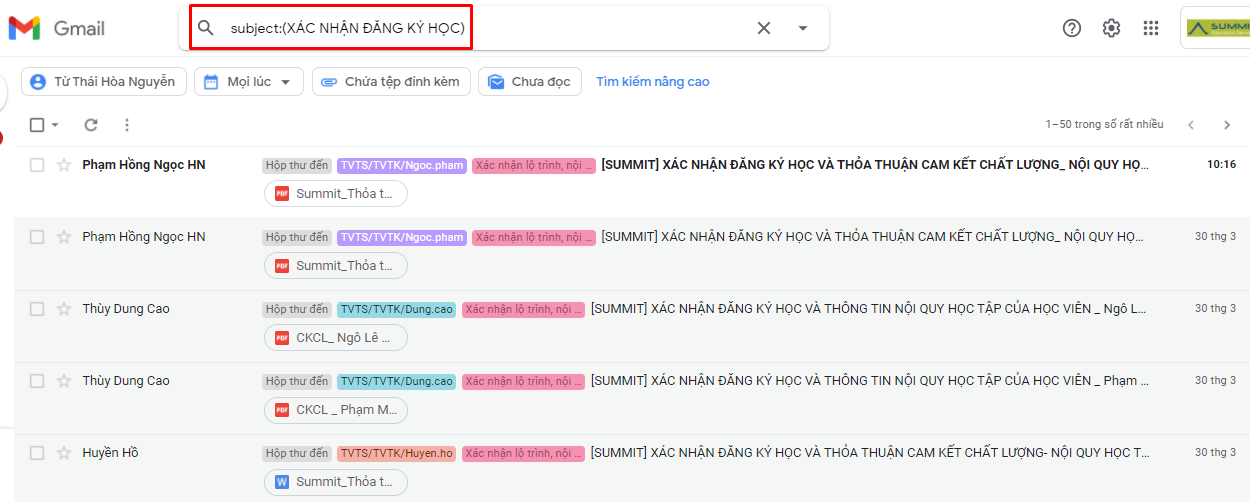 Gmail
subject:(XÁC NHẬN ĐĂNG KÝ HỌC)
SUMMIT
Từ Thái Hòa Nguyễn
Mọi lúc
Chứa tệp đính kèm
Chưa đọc
Tìm kiếm nâng cao
1–50 trong số rất nhiều
Phạm Hồng Ngọc HN Hộp thư đến TVTS/TVTK/Ngoc.pham Xác nhận lộ trình, nội ... [SUMMIT] XÁC NHẬN ĐĂNG KÝ HỌC VÀ THỎA THUẬN CAM KẾT CHẤT LƯỢNG_ NỘI QUY HỌ... 10:16
PDF Summit_Thỏa t...
Phạm Hồng Ngọc HN Hộp thư đến TVTS/TVTK/Ngoc.pham Xác nhận lộ trình, nội ... [SUMMIT] XÁC NHẬN ĐĂNG KÝ HỌC VÀ THỎA THUẬN CAM KẾT CHẤT LƯỢNG_ NỘI QUY HỌ... 30 thg 3
PDF Summit_Thỏa t...
Thùy Dung Cao Hộp thư đến TVTS/TVTK/Dung.cao Xác nhận lộ trình, nội ... [SUMMIT] XÁC NHẬN ĐĂNG KÝ HỌC VÀ THÔNG TIN NỘI QUY HỌC TẬP CỦA HỌC VIÊN _ Ngô L... 30 thg 3
PDF CKCL_ Ngô Lê ...
Thùy Dung Cao Hộp thư đến TVTS/TVTK/Dung.cao Xác nhận lộ trình, nội ... [SUMMIT] XÁC NHẬN ĐĂNG KÝ HỌC VÀ THÔNG TIN NỘI QUY HỌC TẬP CỦA HỌC VIÊN _ Phạm ... 30 thg 3
PDF CKCL _ Phạm M...
Huyền Hồ Hộp thư đến TVTS/TVTK/Huyen.ho Xác nhận lộ trình, nội ... [SUMMIT] XÁC NHẬN ĐĂNG KÝ HỌC VÀ THỎA THUẬN CAM KẾT CHẤT LƯỢNG- NỘI QUY HỌC T... 30 thg 3
W Summit_Thỏa t...